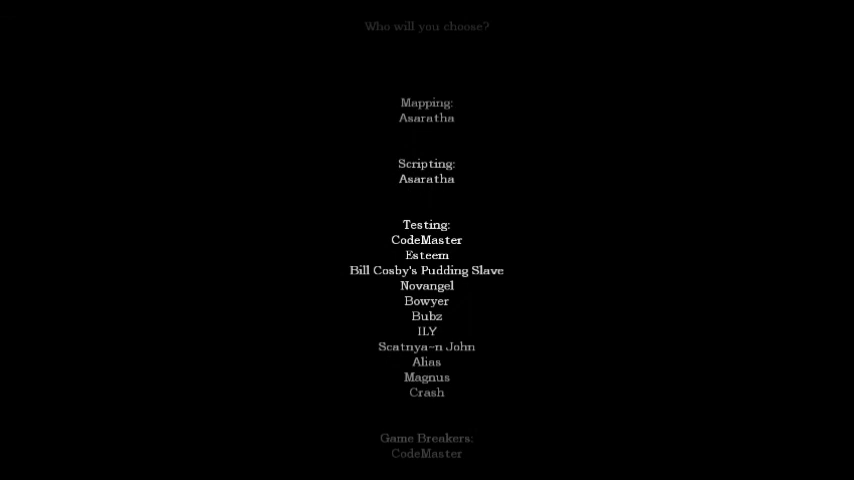 Who will you choose?
Mapping:
Asaratha
Scripting:
Asaratha
Testing:
CodeMaster
Esteem
Bill Cosby's Pudding Slave
Novangel
Bowyer
Bubz
ILY
Scatnya~n John
Alias
Magnus
Crash
Game Breakers:
CodeMaster